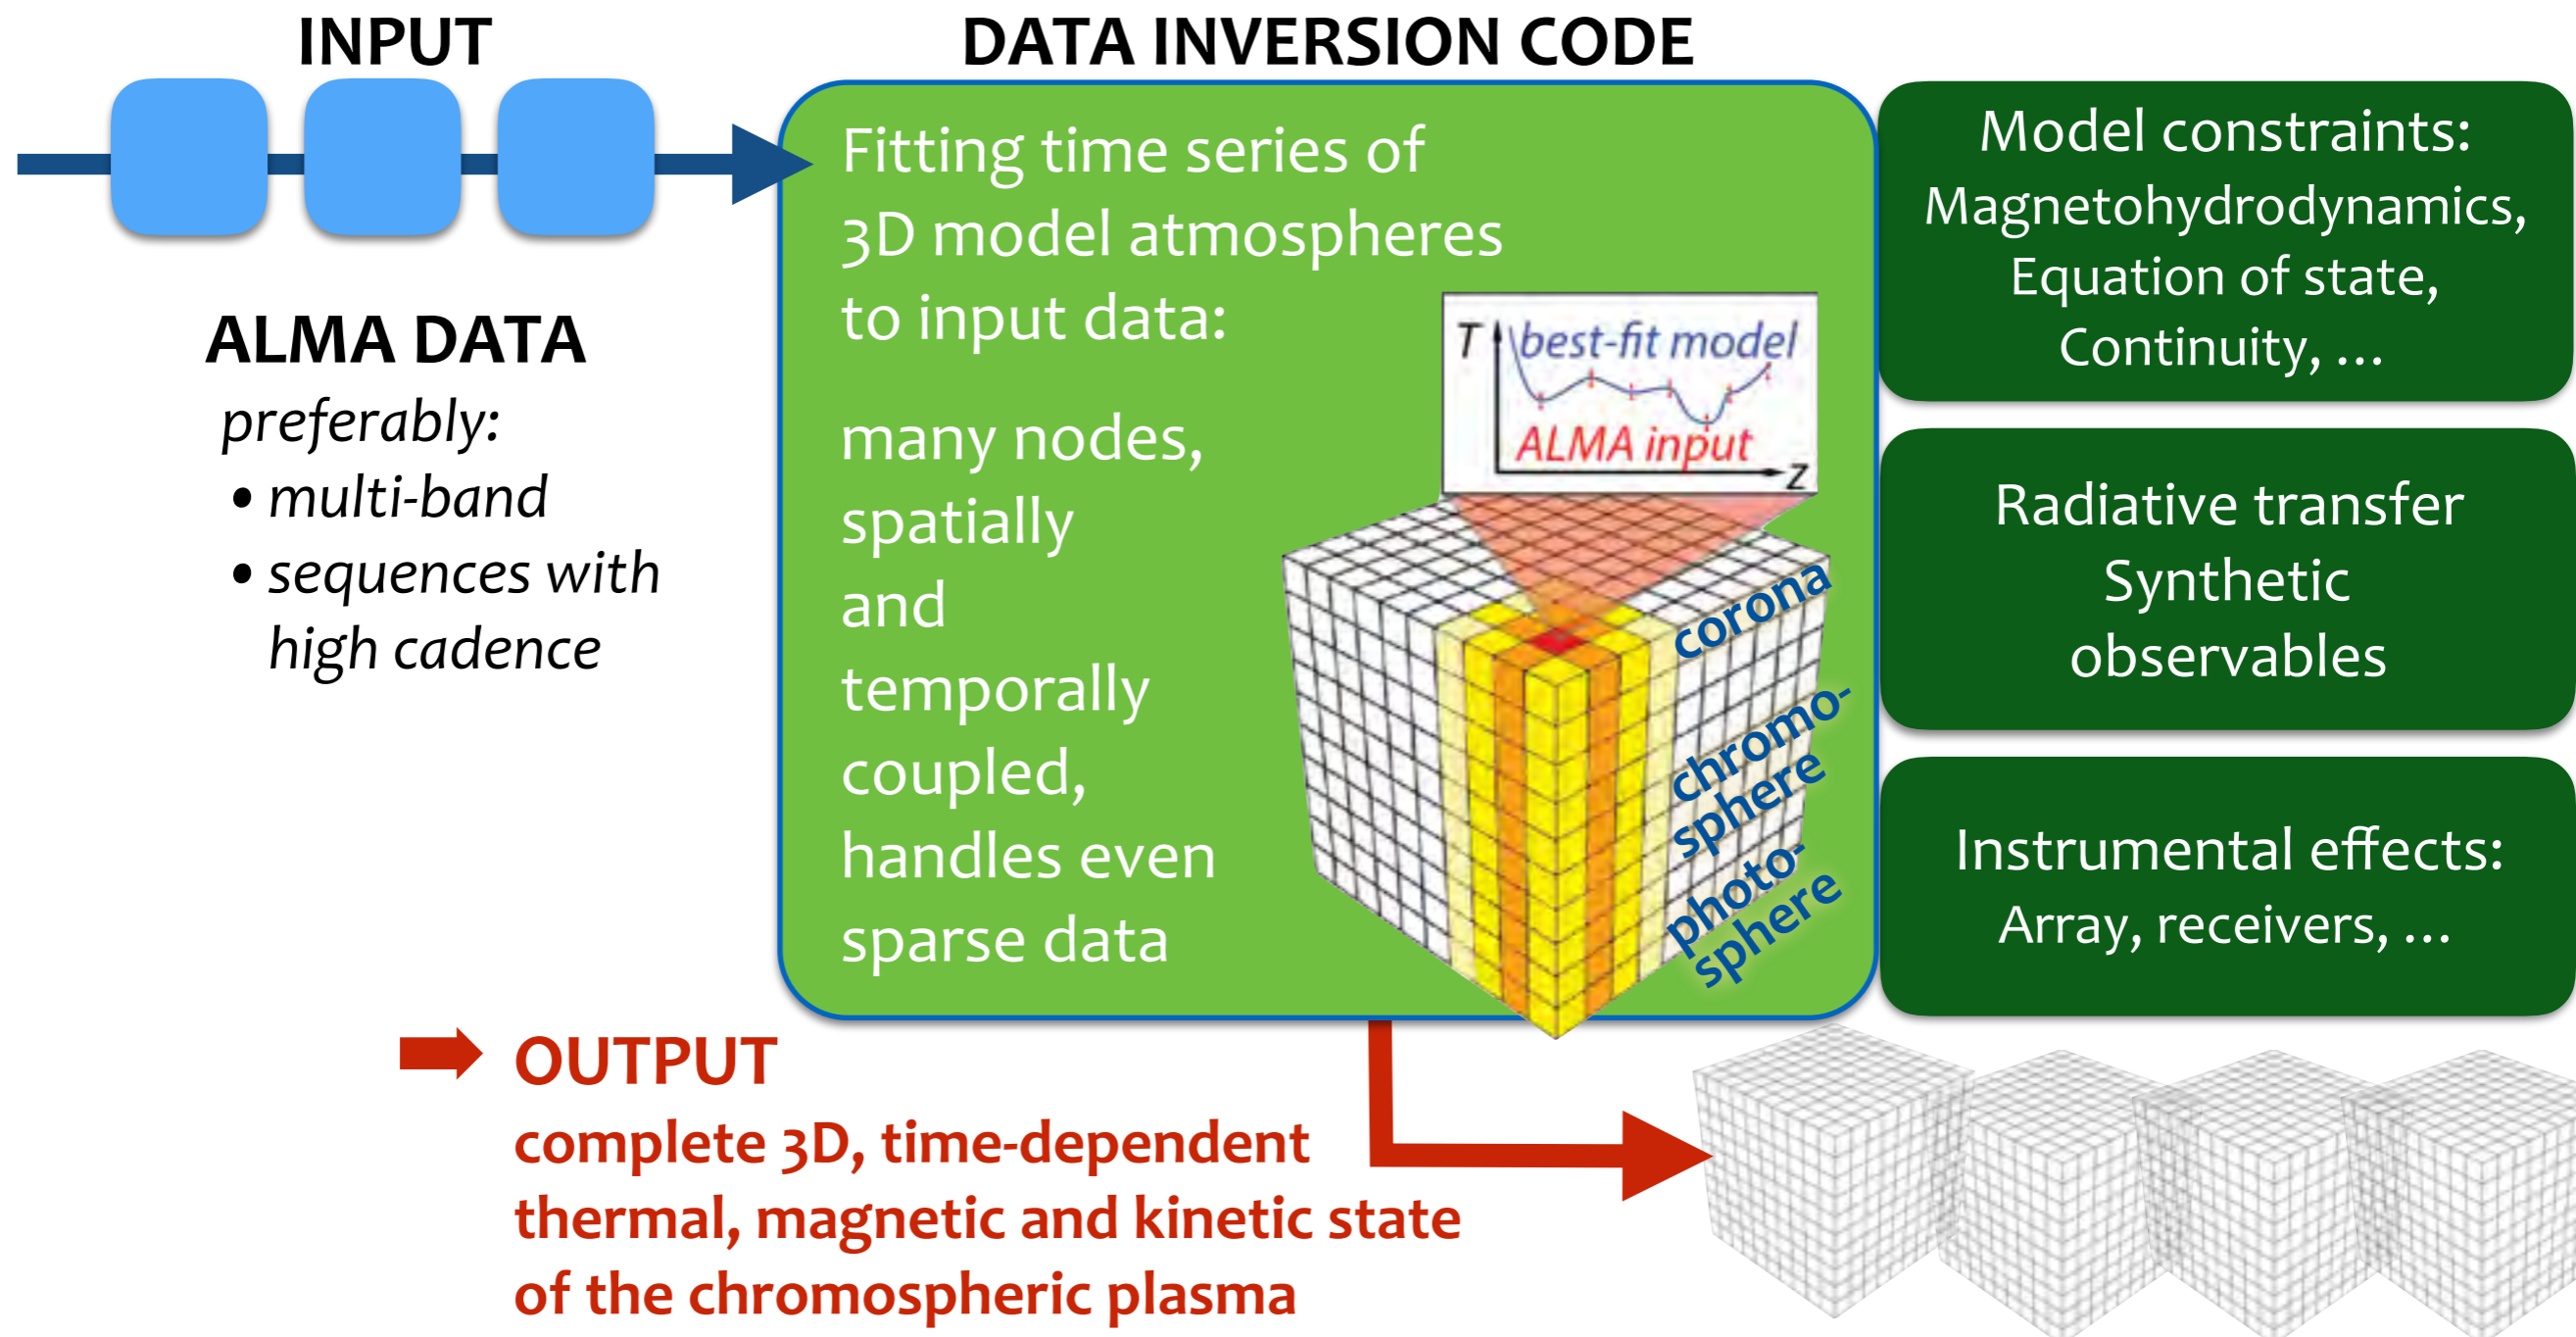 INPUT
ALMA DATA
preferably:
• multi-band
• sequences with
high cadence
DATA INVERSION CODE
Fitting time series of
3D model atmospheres
to input data:
many nodes,
spatially
and
temporally
coupled,
handles even
sparse data
T
best-fit model
ALMA input
z
corona
chromo-
sphere
photo-
sphere
Model constraints:
Magnetohydrodynamics,
Equation of state,
Continuity, ...
Radiative transfer
Synthetic
observables
Instrumental effects:
Array, receivers, ...
OUTPUT
complete 3D, time-dependent
thermal, magnetic and kinetic state
of the chromospheric plasma